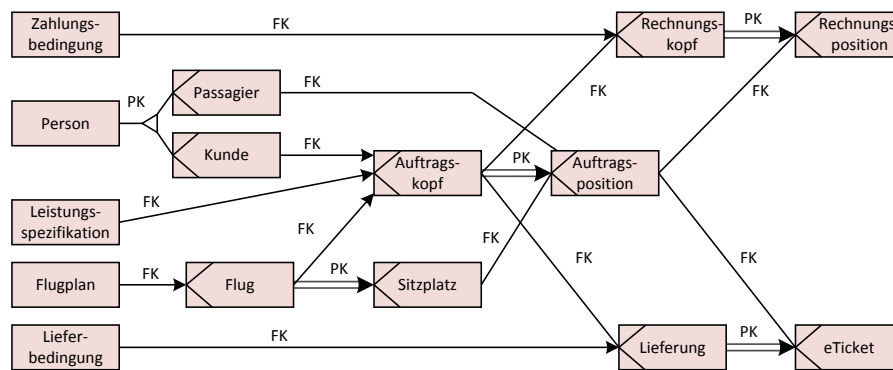 Zahlungs-
bedingung
FK
Rechnungs-
kopf
PK
Rechnungs
position
Person
PK
Passagier
FK
FK
FK
Kunde
FK
Auftrags-
kopf
PK
Auftrags-
position
Leistungs-
spezifikation
FK
FK
FK
FK
FK
Flugplan
FK
Flug
PK
Sitzplatz
Liefer-
bedingung
FK
Lieferung
PK
eTicket